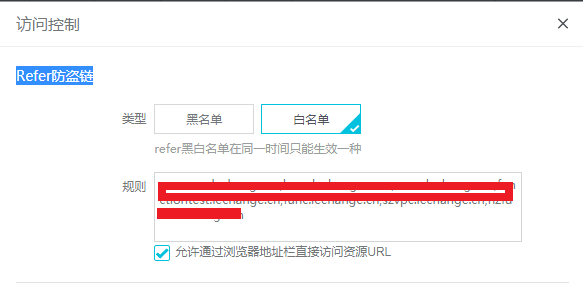 访问控制
Refer防盗链
类型 黑名单 白名单
refer黑白名单在同一时间只能生效一种
规则
允许通过浏览器地址栏直接访问资源URL